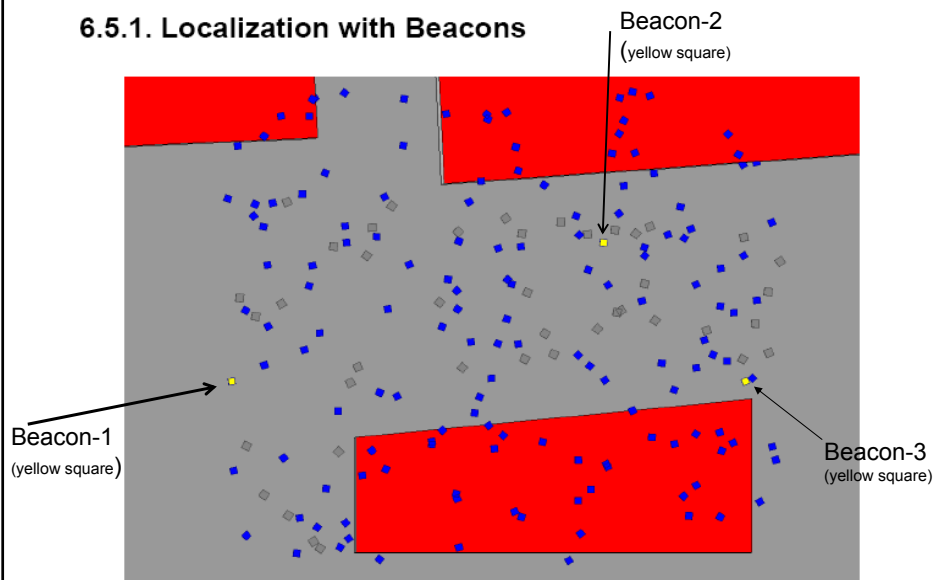 6.5.1. Localization with Beacons
Beacon-2
(yellow square)
Beacon-1
(yellow square)
Beacon-3
(yellow square)